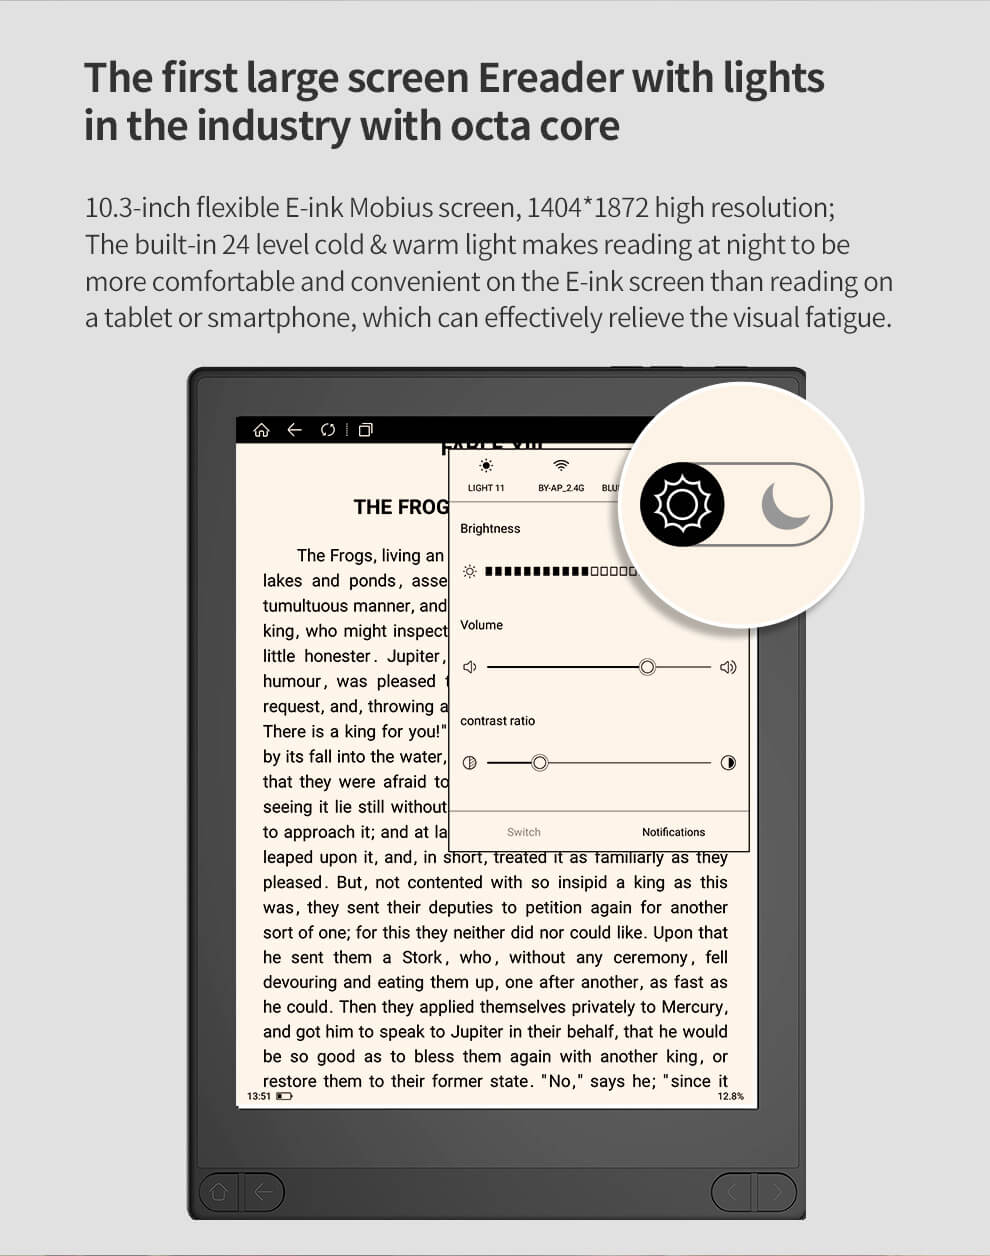 The first large screen Ereader with lights
in the industry with octa core
10.3-inch flexible E-ink Mobius screen, 1404*1872 high resolution;
The built-in 24 level cold & warm light makes reading at night to be
more comfortable and convenient on the E-ink screen than reading on
a tablet or smartphone, which can effectively relieve the visual fatigue.
THE FROG
The Frogs, living an
lakes and ponds, asse
tumultuous manner, and
king, who might inspect
little honester. Jupiter,
humour, was pleased
request, and, throwing a
There is a king for you!"
by its fall into the water,
that they were afraid to
seeing it lie still without
to approach it; and at la
LIGHT 11
BY-AP_2.4G
BLU
Brightness
Volume
contrast ratio
Switch
Notifications
leaped upon it, and, in short, treated it as familiarly as they
pleased. But, not contented with so insipid a king as this
was, they sent their deputies to petition again for another
sort of one; for this they neither did nor could like. Upon that
he sent them a Stork, who, without any ceremony, fell
devouring and eating them up, one after another, as fast as
he could. Then they applied themselves privately to Mercury,
and got him to speak to Jupiter in their behalf, that he would
be so good as to bless them again with another king, or
restore them to their former state. "No," says he; "since it
13:51
12.8%